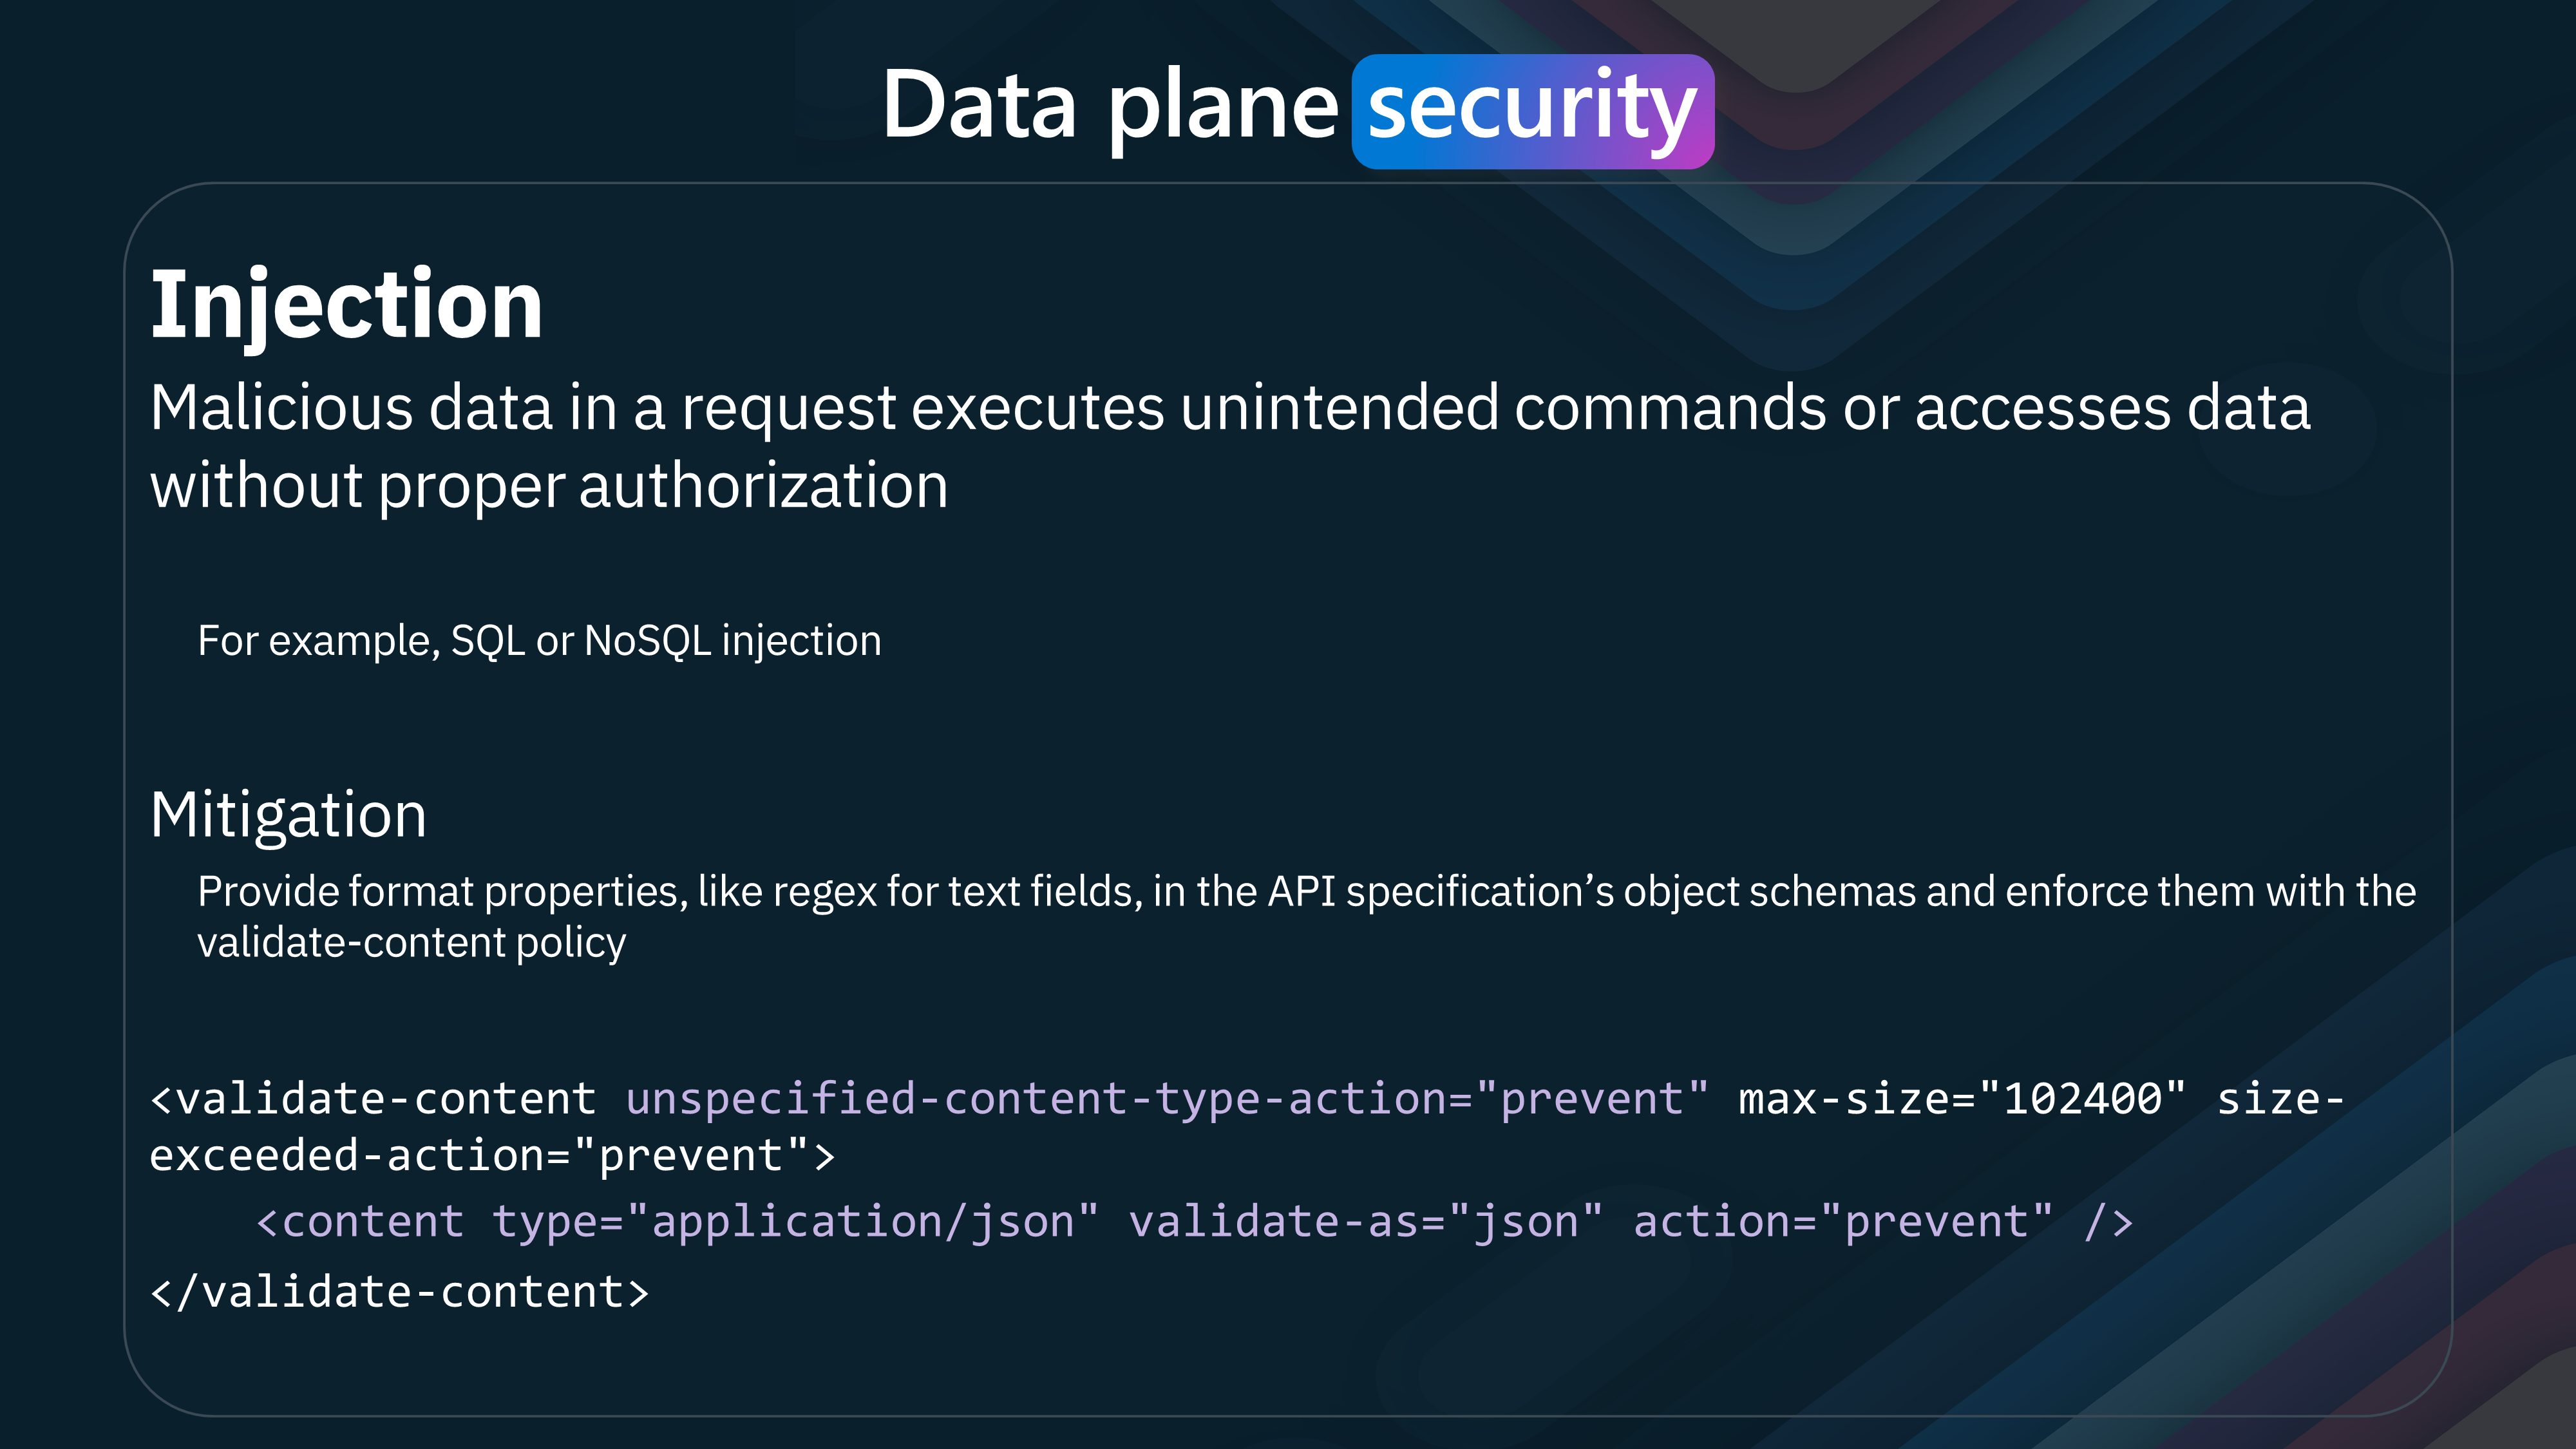 Data plane security
Injection
Malicious data in a request executes unintended commands or accesses data
without proper authorization
For example, SQL or NoSQL injection
Mitigation
Provide format properties, like regex for text fields, in the API specification’s object schemas and enforce them with the
validate-content policy
<validate-content unspecified-content-type-action="prevent" max-size="102400" size-
exceeded-action="prevent">
    <content type="application/json" validate-as="json" action="prevent" />
</validate-content>